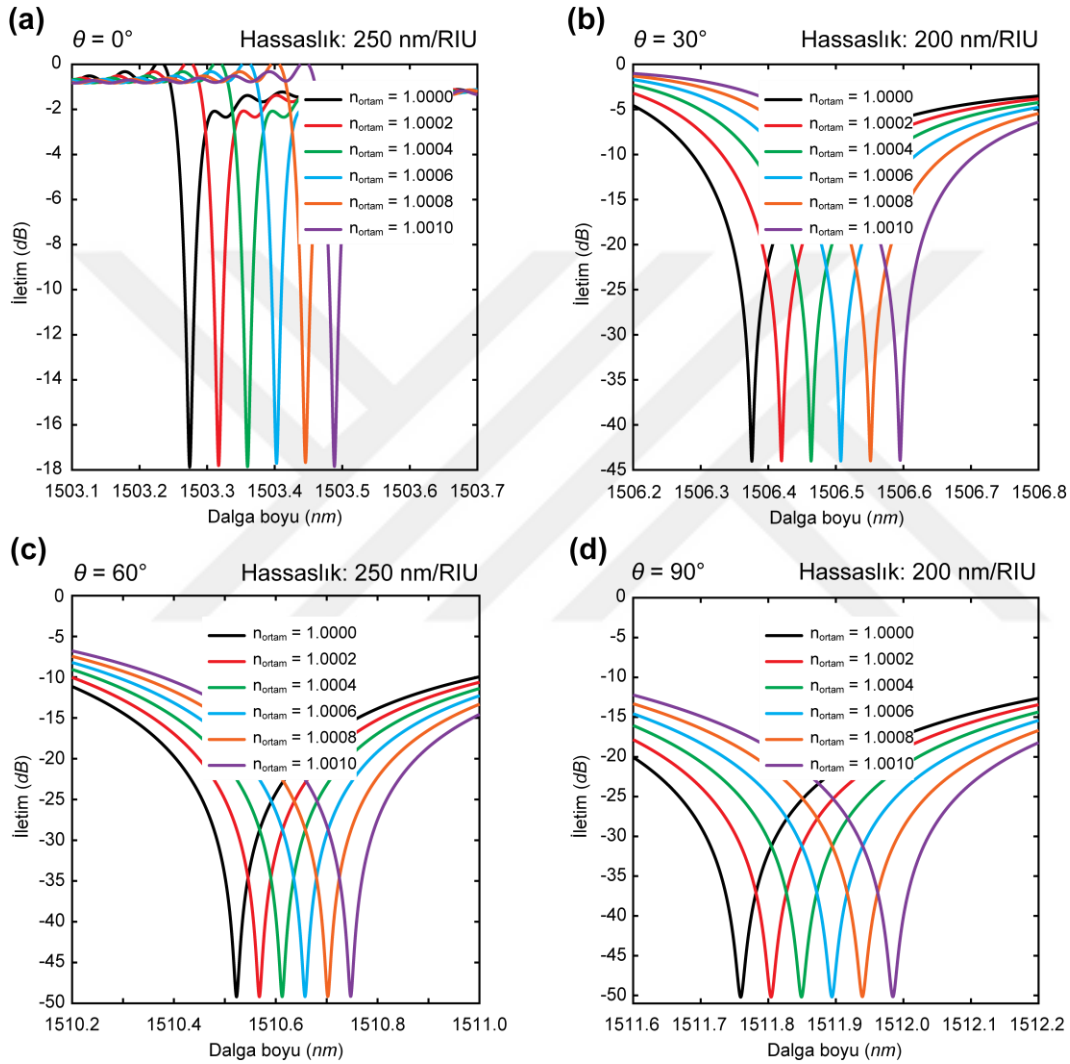 (a)
θ = 0° Hassaslık: 250 nm/RIU
0
-2
-4
-6
-8
-10
-12
-14
-16
-18
İletim (dB)
n_ortam = 1.0000
n_ortam = 1.0002
n_ortam = 1.0004
n_ortam = 1.0006
n_ortam = 1.0008
n_ortam = 1.0010
1503.1 1503.2 1503.3 1503.4 1503.5 1503.6 1503.7
Dalga boyu (nm)
(b)
θ = 30° Hassaslık: 200 nm/RIU
0
-5
-10
-15
-20
-25
-30
-35
-40
-45
İletim (dB)
n_ortam = 1.0000
n_ortam = 1.0002
n_ortam = 1.0004
n_ortam = 1.0006
n_ortam = 1.0008
n_ortam = 1.0010
1506.2 1506.3 1506.4 1506.5 1506.6 1506.7 1506.8
Dalga boyu (nm)
(c)
θ = 60° Hassaslık: 250 nm/RIU
0
-5
-10
-15
-20
-25
-30
-35
-40
-45
-50
İletim (dB)
n_ortam = 1.0000
n_ortam = 1.0002
n_ortam = 1.0004
n_ortam = 1.0006
n_ortam = 1.0008
n_ortam = 1.0010
1510.2 1510.4 1510.6 1510.8 1511.0
Dalga boyu (nm)
(d)
θ = 90° Hassaslık: 200 nm/RIU
0
-5
-10
-15
-20
-25
-30
-35
-40
-45
-50
İletim (dB)
n_ortam = 1.0000
n_ortam = 1.0002
n_ortam = 1.0004
n_ortam = 1.0006
n_ortam = 1.0008
n_ortam = 1.0010
1511.6 1511.7 1511.8 1511.9 1512.0 1512.1 1512.2
Dalga boyu (nm)